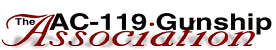 The AC-119 Gunship
Association